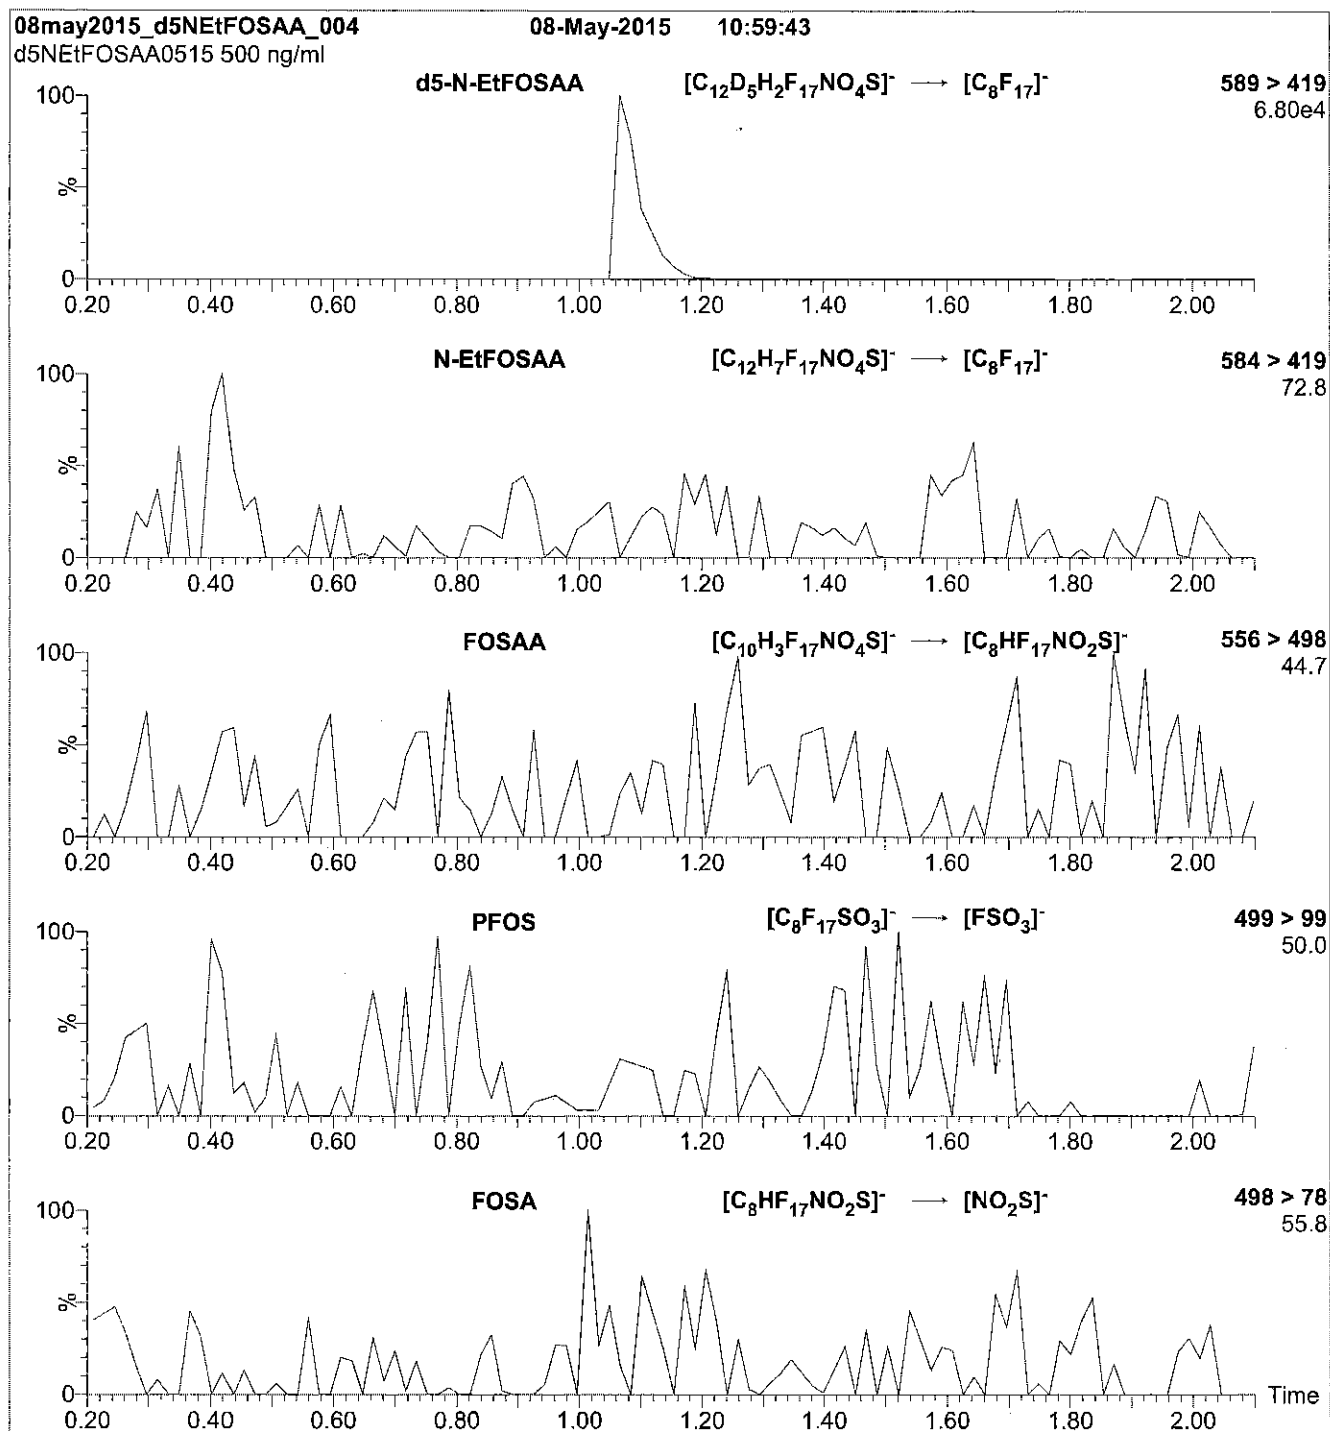 08may2015_d5NEtFOSAA_004 08-May-2015 10:59:43
d5NEtFOSAA0515 500 ng/ml
d5-N-EtFOSAA [C₁₂D₅H₂F₁₇NO₄S]⁻ → [C₈F₁₇]⁻ 589 > 419
6.80e4
100
%
0
0.20 0.40 0.60 0.80 1.00 1.20 1.40 1.60 1.80 2.00
N-EtFOSAA [C₁₂H₇F₁₇NO₄S]⁻ → [C₈F₁₇]⁻ 584 > 419
72.8
100
%
0
0.20 0.40 0.60 0.80 1.00 1.20 1.40 1.60 1.80 2.00
FOSAA [C₁₀H₃F₁₇NO₄S]⁻ → [C₈HF₁₇NO₂S]⁻ 556 > 498
44.7
100
%
0
0.20 0.40 0.60 0.80 1.00 1.20 1.40 1.60 1.80 2.00
PFOS [C₈F₁₇SO₃]⁻ → [FSO₃]⁻ 499 > 99
50.0
100
%
0
0.20 0.40 0.60 0.80 1.00 1.20 1.40 1.60 1.80 2.00
FOSA [C₈HF₁₇NO₂S]⁻ → [NO₂S]⁻ 498 > 78
55.8
100
%
0
Time
0.20 0.40 0.60 0.80 1.00 1.20 1.40 1.60 1.80 2.00